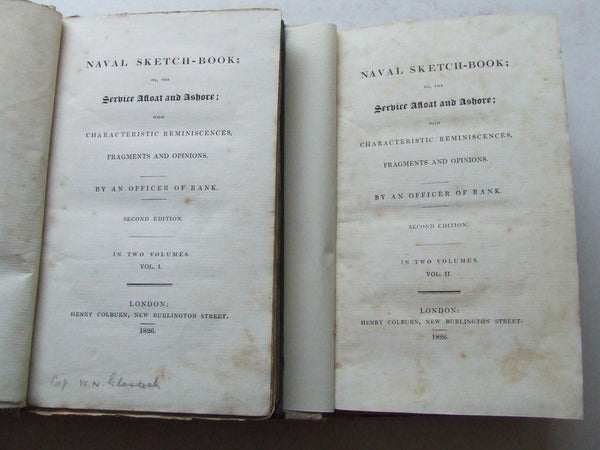 NAVAL SKETCH-BOOK;
OR, THE
Service Afloat and Ashore;
WITH
CHARACTERISTIC REMINISCENCES,
FRAGMENTS AND OPINIONS.
BY AN OFFICER OF RANK.
SECOND EDITION.
IN TWO VOLUMES.
VOL. I.
LONDON:
HENRY COLBURN, NEW BURLINGTON STREET.
1826.
Cap. W. N. Glascock
NAVAL SKETCH-BOOK;
OR, THE
Service Afloat and Ashore;
WITH
CHARACTERISTIC REMINISCENCES,
FRAGMENTS AND OPINIONS.
BY AN OFFICER OF RANK.
SECOND EDITION.
IN TWO VOLUMES.
VOL. II.
LONDON:
HENRY COLBURN, NEW BURLINGTON STREET.
1826.